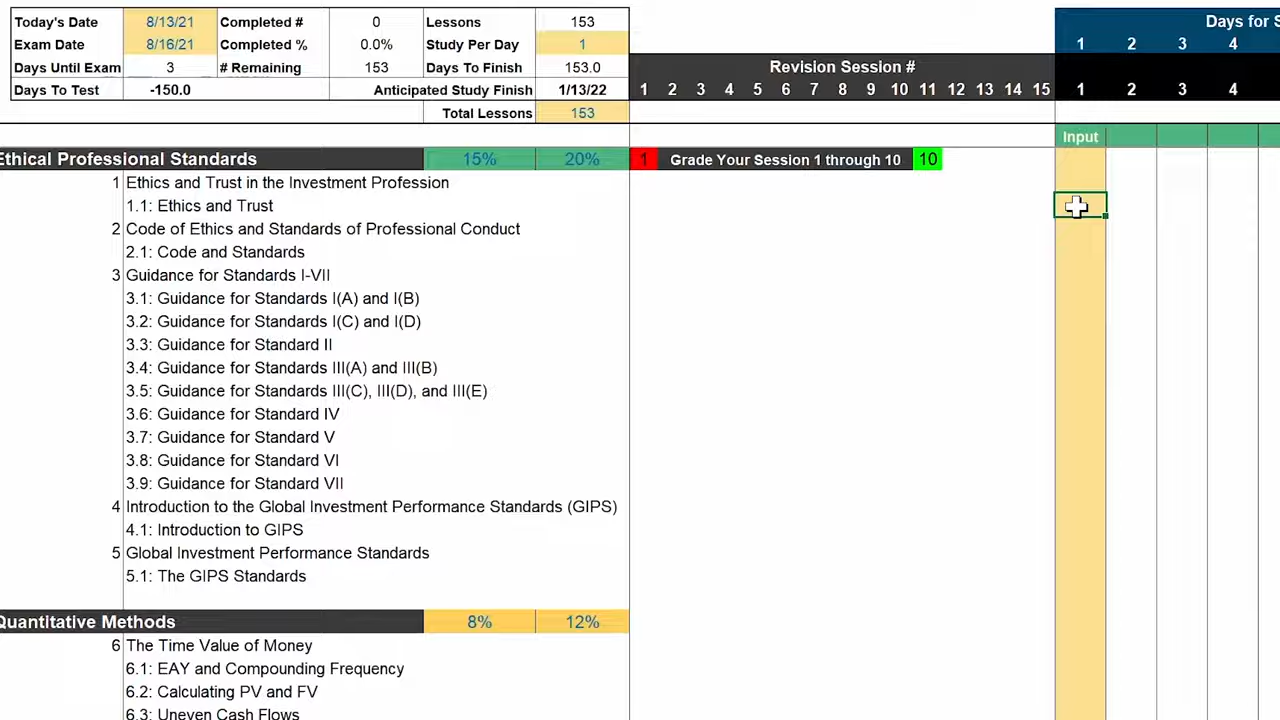 Today's Date 8/13/21 Completed # 0 Lessons 153
Exam Date 8/16/21 Completed % 0.0% Study Per Day 1
Days Until Exam 3 # Remaining 153 Days To Finish 153.0
Days To Test -150.0 Anticipated Study Finish 1/13/22
Total Lessons 153
Revision Session #
1 2 3 4 5 6 7 8 9 10 11 12 13 14 15
Days for S
1 2 3 4
1 2 3 4
Input
Ethical Professional Standards 15% 20% 1 Grade Your Session 1 through 10 10
1 Ethics and Trust in the Investment Profession
1.1: Ethics and Trust
2 Code of Ethics and Standards of Professional Conduct
2.1: Code and Standards
3 Guidance for Standards I-VII
3.1: Guidance for Standards I(A) and I(B)
3.2: Guidance for Standards I(C) and I(D)
3.3: Guidance for Standard II
3.4: Guidance for Standards III(A) and III(B)
3.5: Guidance for Standards III(C), III(D), and III(E)
3.6: Guidance for Standard IV
3.7: Guidance for Standard V
3.8: Guidance for Standard VI
3.9: Guidance for Standard VII
4 Introduction to the Global Investment Performance Standards (GIPS)
4.1: Introduction to GIPS
5 Global Investment Performance Standards
5.1: The GIPS Standards
Quantitative Methods 8% 12%
6 The Time Value of Money
6.1: EAY and Compounding Frequency
6.2: Calculating PV and FV
6.3: Uneven Cash Flows